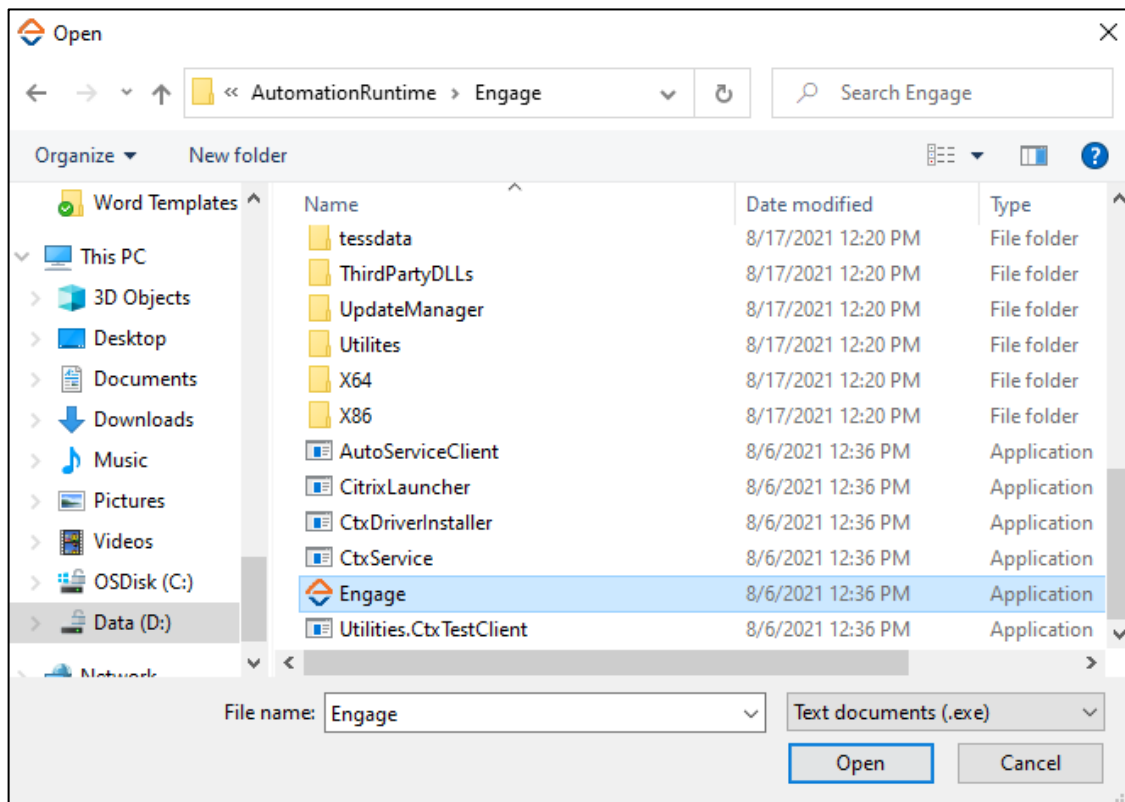 Open
« AutomationRuntime > Engage
Search Engage
Organize
New folder
Name
Date modified
Type
Word Templates
This PC
3D Objects
Desktop
Documents
Downloads
Music
Pictures
Videos
OSDisk (C:)
Data (D:)
Network
tessdata 8/17/2021 12:20 PM File folder
ThirdPartyDLLs 8/17/2021 12:20 PM File folder
UpdateManager 8/17/2021 12:20 PM File folder
Utilites 8/17/2021 12:20 PM File folder
X64 8/17/2021 12:20 PM File folder
X86 8/17/2021 12:20 PM File folder
AutoServiceClient 8/6/2021 12:36 PM Application
CitrixLauncher 8/6/2021 12:36 PM Application
CtxDriverInstaller 8/6/2021 12:36 PM Application
CtxService 8/6/2021 12:36 PM Application
Engage 8/6/2021 12:36 PM Application
Utilities.CtxTestClient 8/6/2021 12:36 PM Application
File name: Engage
Text documents (.exe)
Open
Cancel